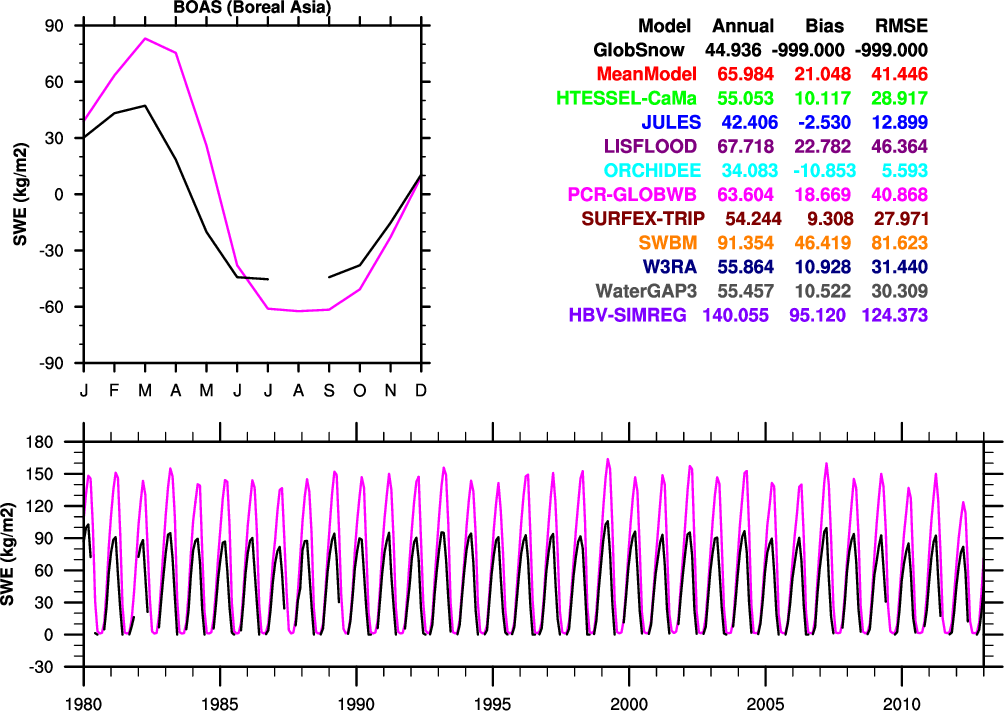 BOAS (Boreal Asia)
90
60
30
0
-30
-60
-90
SWE (kg/m2)
J F M A M J J A S O N D
Model Annual Bias RMSE
GlobSnow 44.936 -999.000 -999.000
MeanModel 65.984 21.048 41.446
HTESSEL-CaMa 55.053 10.117 28.917
JULES 42.406 -2.530 12.899
LISFLOOD 67.718 22.782 46.364
ORCHIDEE 34.083 -10.853 5.593
PCR-GLOBWB 63.604 18.669 40.868
SURFEX-TRIP 54.244 9.308 27.971
SWBM 91.354 46.419 81.623
W3RA 55.864 10.928 31.440
WaterGAP3 55.457 10.522 30.309
HBV-SIMREG 140.055 95.120 124.373
180
150
120
90
60
30
0
-30
SWE (kg/m2)
1980 1985 1990 1995 2000 2005 2010